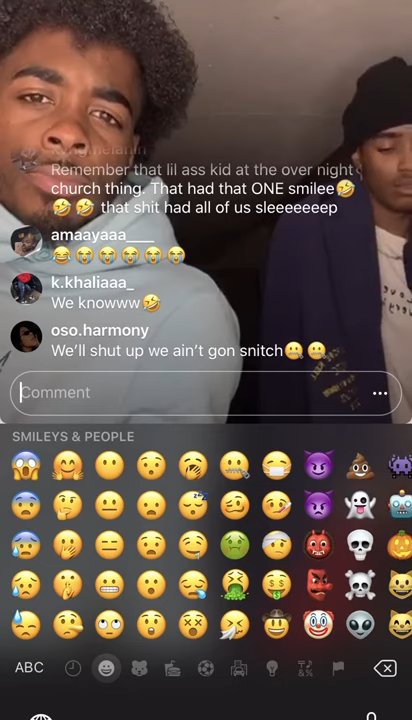 Remember that lil ass kid at the over night
church thing. That had that ONE smilee🤣
🤣 🤣 that shit had all of us sleeeeeeep
amaayaaa____
😂 😭 😭 😭 😭 😭
k.khaliaaa_
We knowww🤣
oso.harmony
We’ll shut up we ain’t gon snitch🤐 🤐
Comment
SMILEYS & PEOPLE
ABC